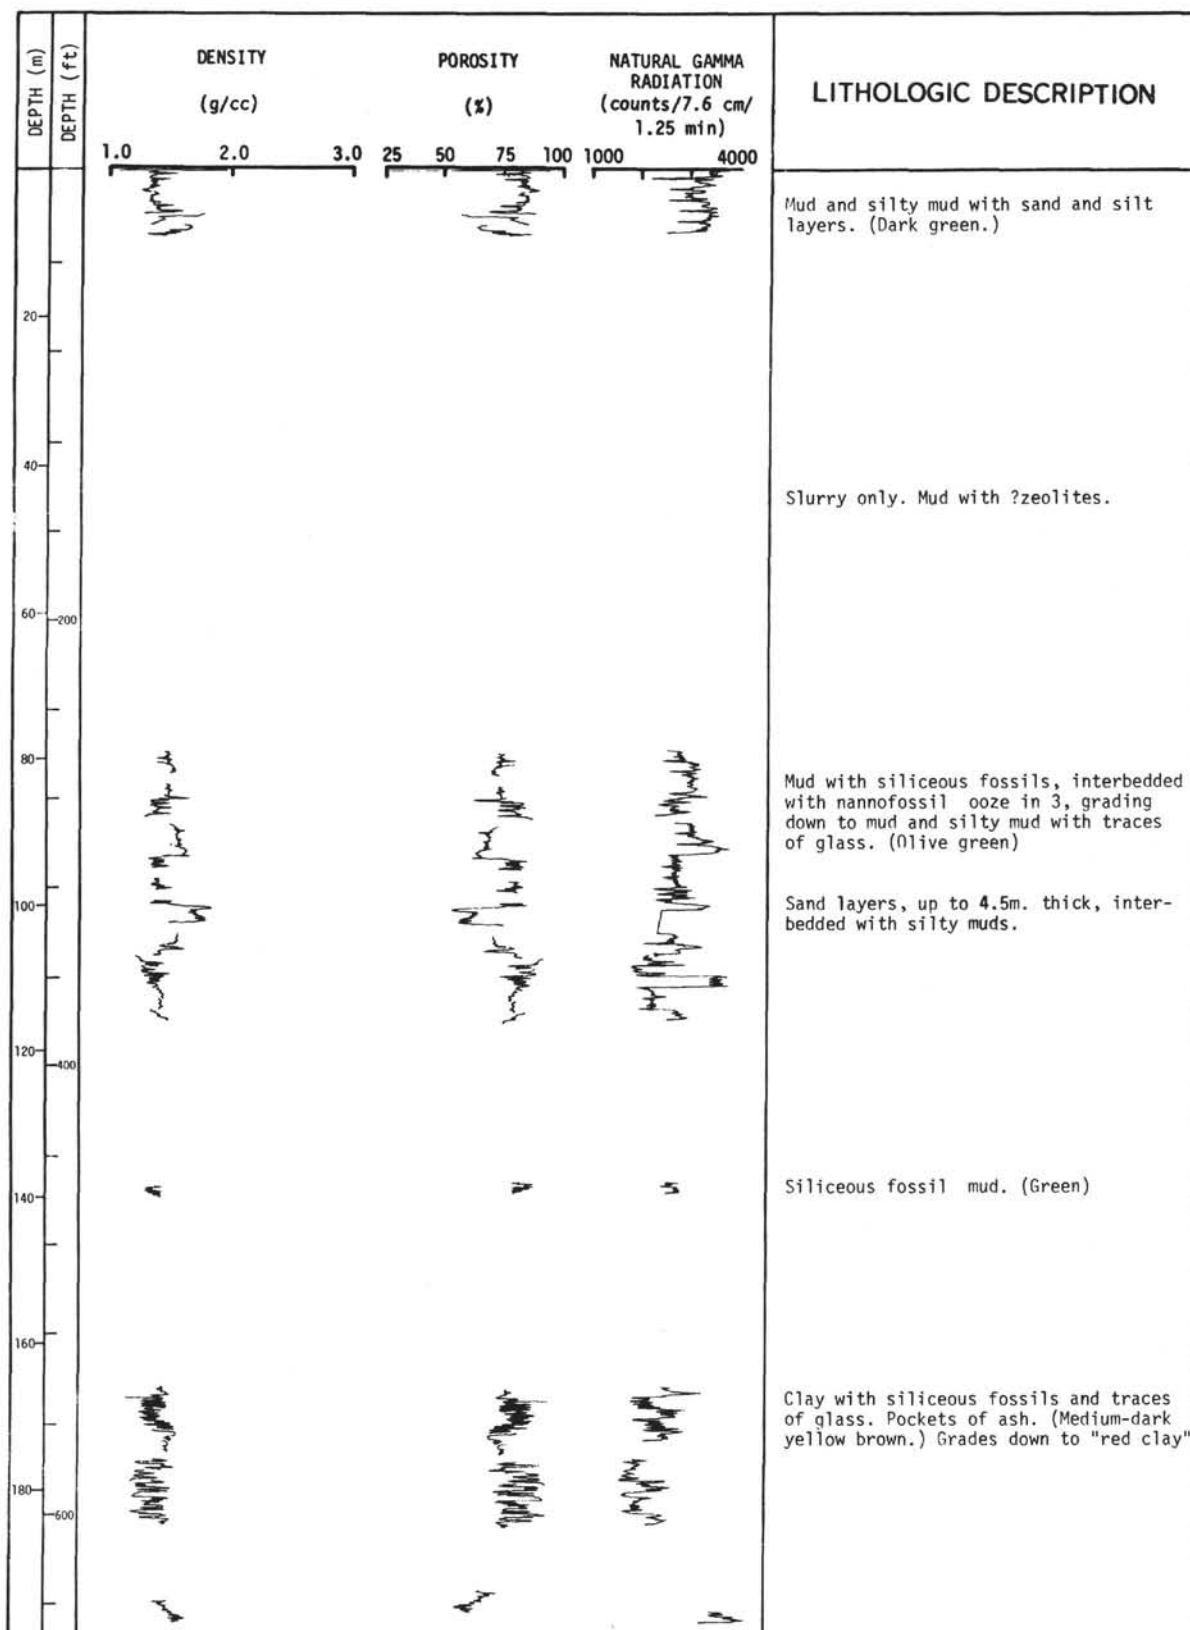 DEPTH (m)
DEPTH (ft)
DENSITY
(g/cc)
1.0 2.0 3.0
POROSITY
(%)
25 50 75 100
NATURAL GAMMA
RADIATION
(counts/7.6 cm/
1.25 min)
1000 4000
LITHOLOGIC DESCRIPTION
Mud and silty mud with sand and silt
layers. (Dark green.)
20
40
Slurry only. Mud with ?zeolites.
60
200
80
Mud with siliceous fossils, interbedded
with nannofossil ooze in 3, grading
down to mud and silty mud with traces
of glass. (Olive green)
100
Sand layers, up to 4.5m. thick, inter-
bedded with silty muds.
120
400
140
Siliceous fossil mud. (Green)
160
Clay with siliceous fossils and traces
of glass. Pockets of ash. (Medium-dark
yellow brown.) Grades down to "red clay"
180
600